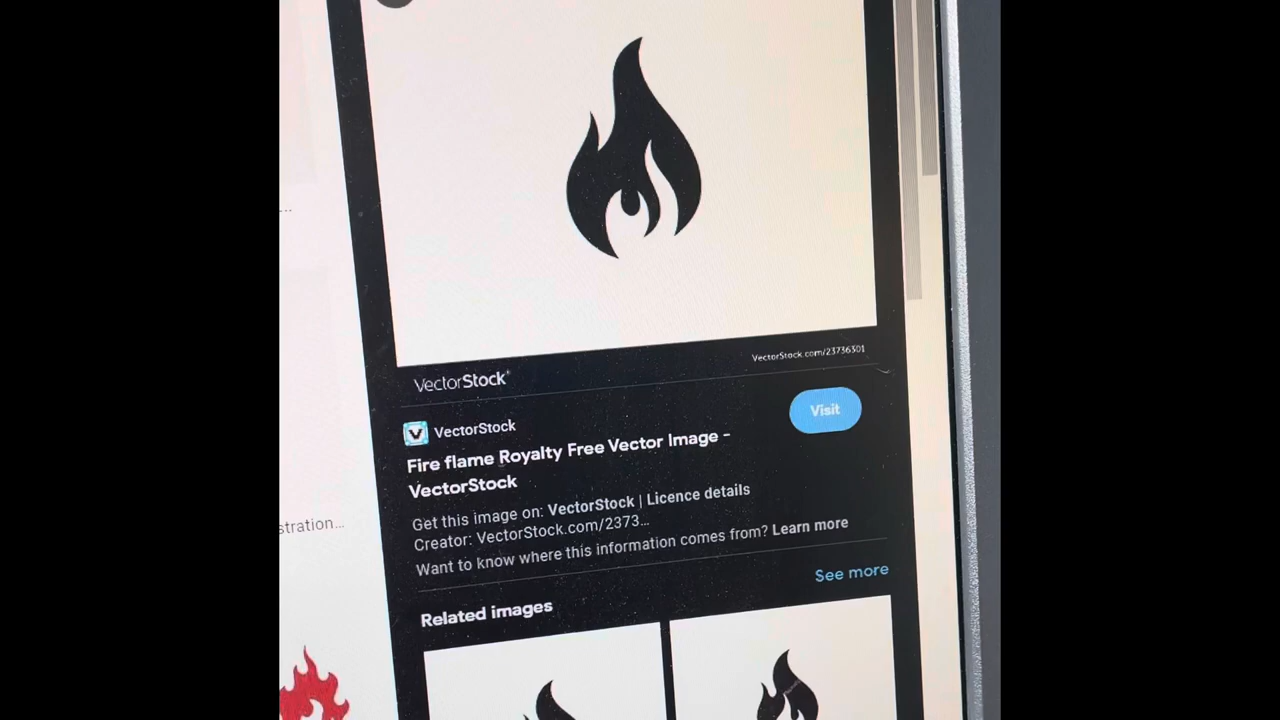 ...
VectorStock.com/23736301
VectorStock
VectorStock
Visit
Fire flame Royalty Free Vector Image -
VectorStock
Get this image on: VectorStock | Licence details
Creator: VectorStock.com/2373...
Want to know where this information comes from? Learn more
stration...
See more
Related images